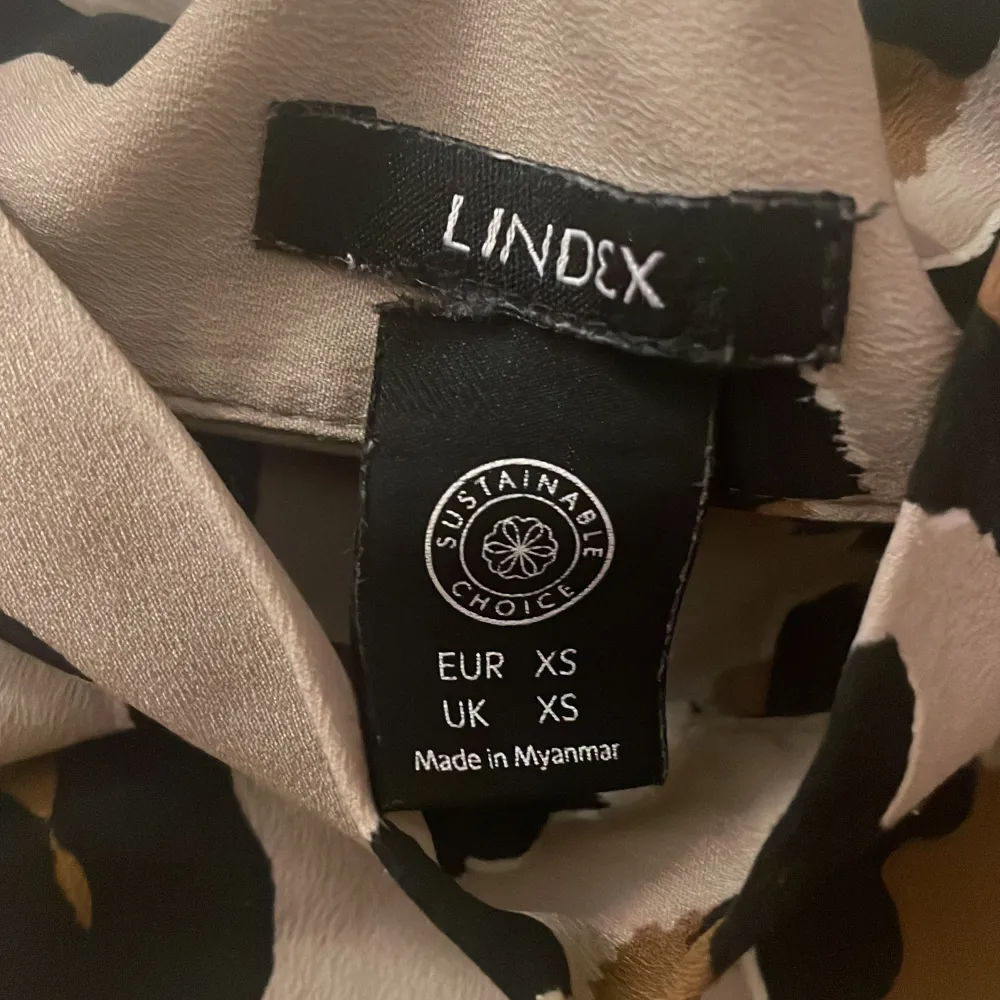 LINDEX
SUSTAINABLE
CHOICE
EUR XS
UK XS
Made in Myanmar